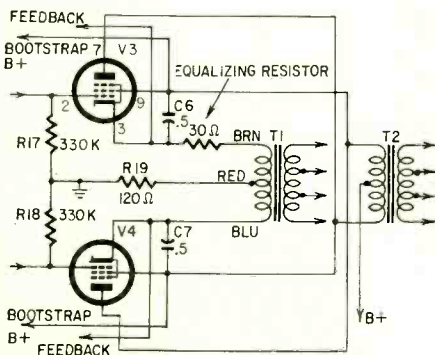 FEEDBACK
BOOTSTRAP 7 V3
B+
EQUALIZING RESISTOR
2
9
C6
.5
3
30Ω
BRN T1
T2
R17
330K
R19
RED
120Ω
R18
330K
V4
C7
.5
BLU
BOOTSTRAP
B+
B+
FEEDBACK